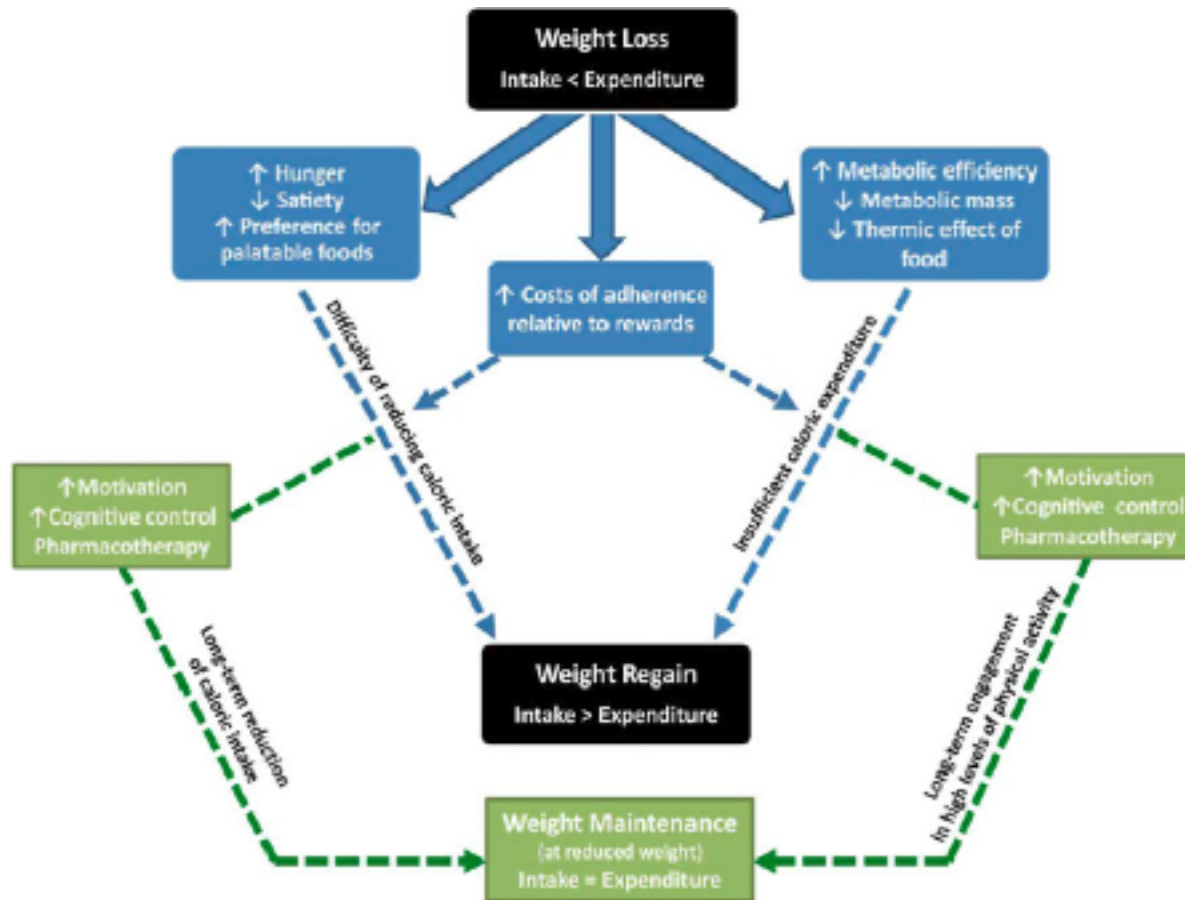 Weight Loss
Intake < Expenditure
↑ Hunger
↓ Satiety
↑ Preference for
palatable foods
↑ Metabolic efficiency
↓ Metabolic mass
↓ Thermic effect of
food
↑ Costs of adherence
relative to rewards
Difficulty of reducing caloric intake
Insufficient caloric expenditure
↑Motivation
↑Cognitive control
Pharmacotherapy
↑Motivation
↑Cognitive control
Pharmacotherapy
Weight Regain
Intake > Expenditure
Long-term reduction
of caloric intake
Long-term engagement
in high levels of physical activity
Weight Maintenance
(at reduced weight)
Intake = Expenditure